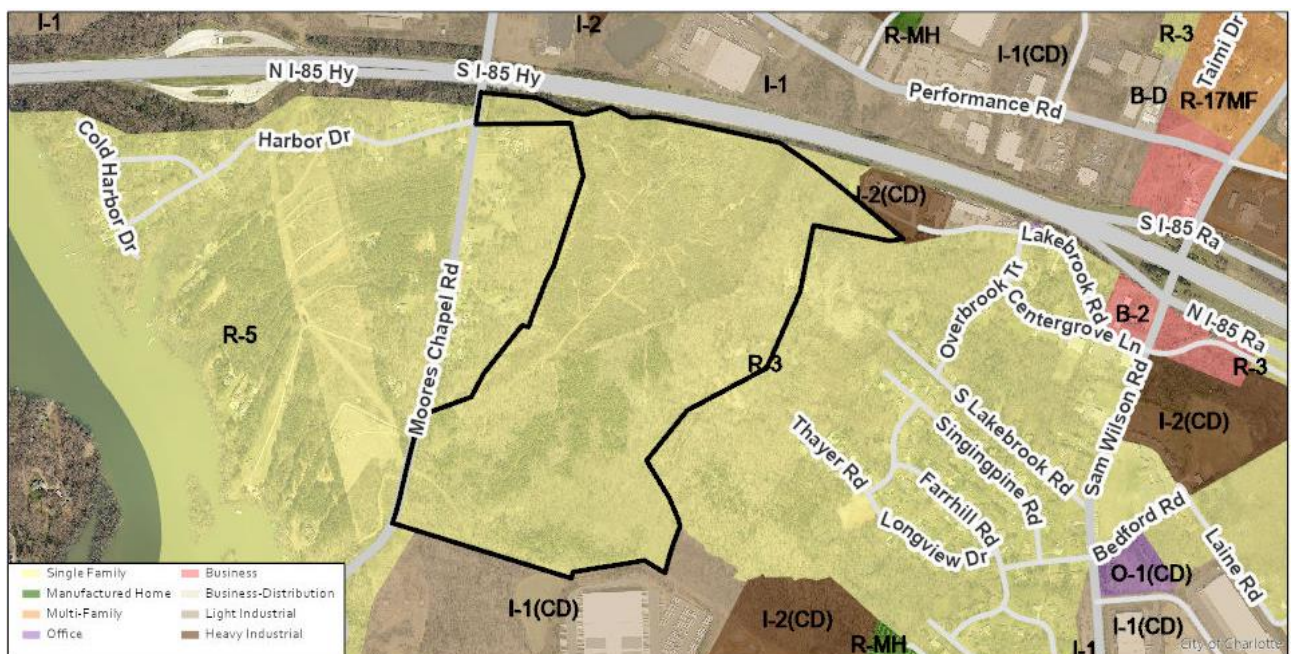 I-1
I-2
R-MH
I-1(CD)
R-3
Taimi Dr
N I-85 Hy
S I-85 Hy
I-1
Performance Rd
B-D
R-17MF
Cold Harbor Dr
Harbor Dr
I-2(CD)
S I-85 Ra
Lakebrook Rd
Overbrook Tr
Centergrove Ln
B-2
N I-85 Ra
R-5
Moores Chapel Rd
R-3
R-3
S Lakebrook Rd
Sam Wilson Rd
I-2(CD)
Thayer Rd
Singingpine Rd
Farrhill Rd
Longview Dr
Bedford Rd
Laine Rd
O-1(CD)
Single Family
Manufactured Home
Multi-Family
Office
Business
Business-Distribution
Light Industrial
Heavy Industrial
I-1(CD)
I-2(CD)
R-MH
I-1
I-1(CD)
City of Charlotte